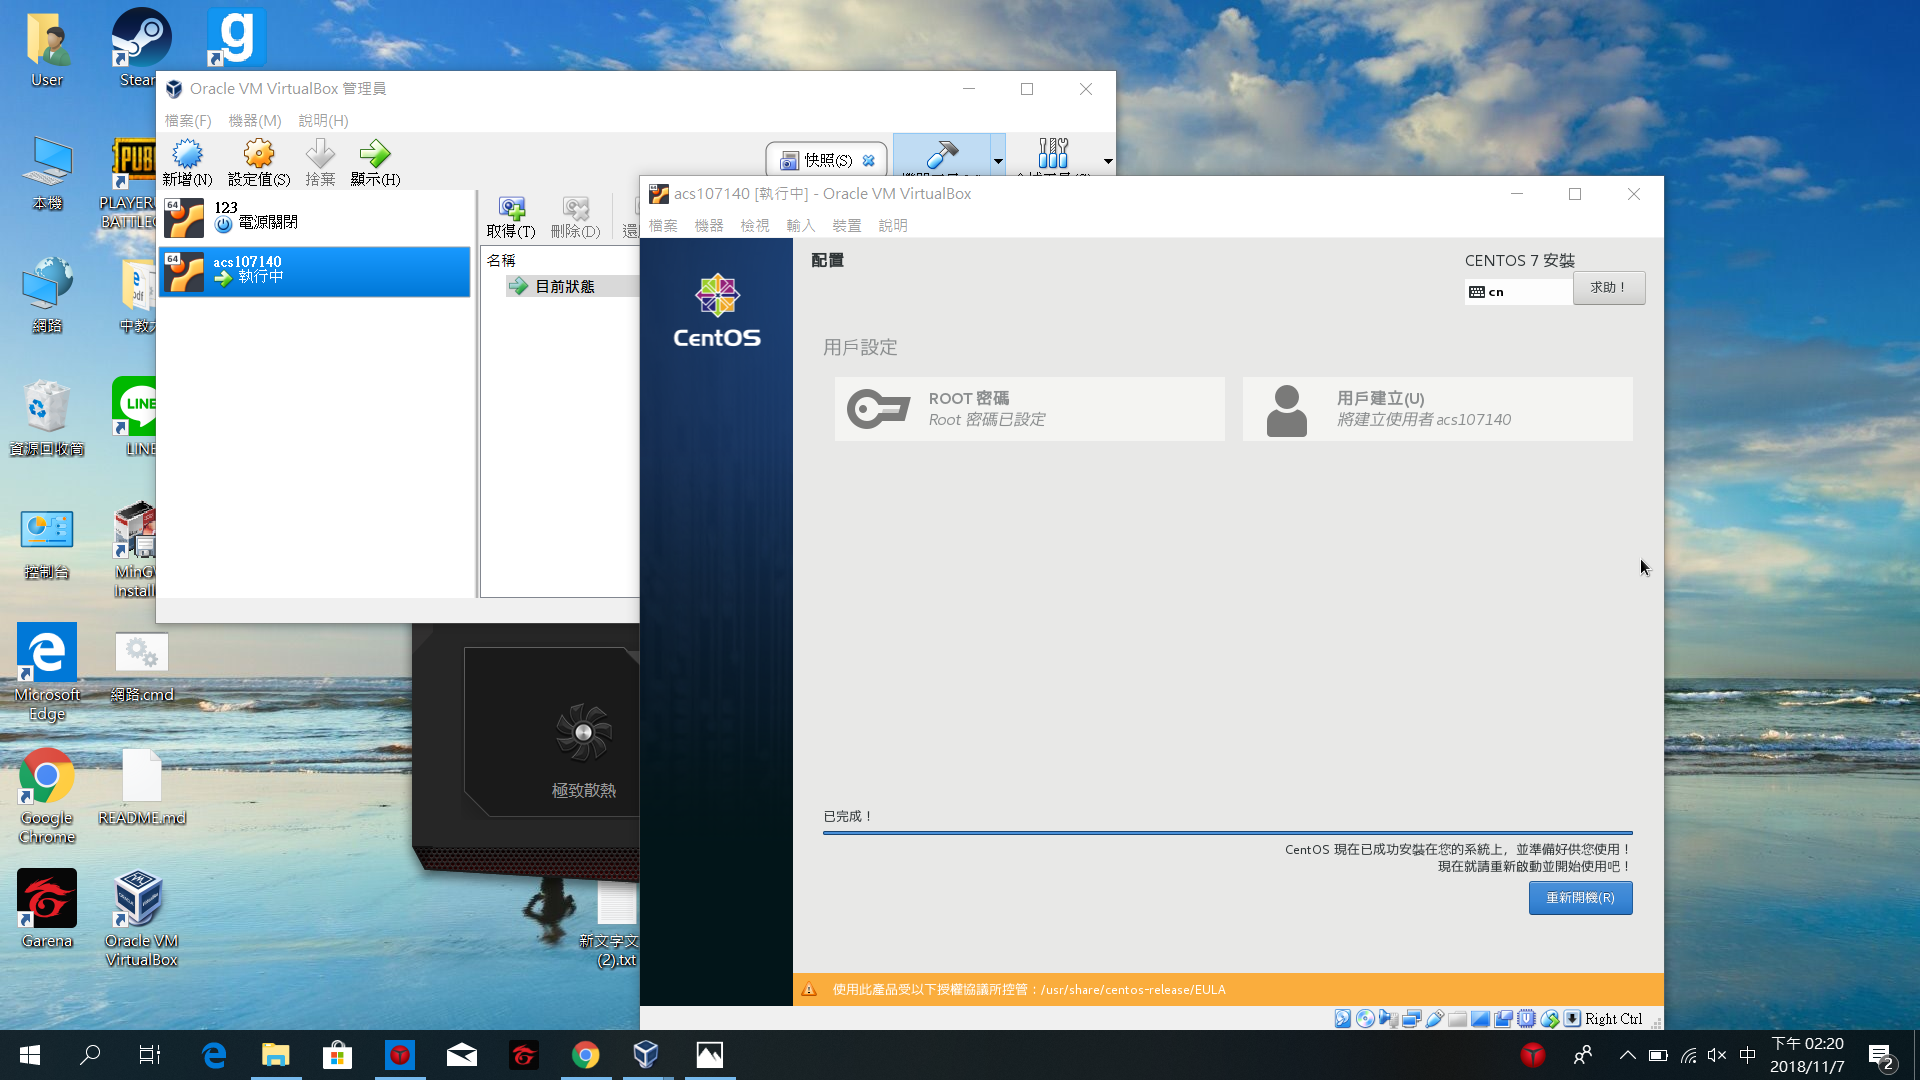 User
Stear
本機
PLAYER
BATTLEG
網路
中教大
資源回收筒
LINE
控制台
MinG
Install
Microsoft
Edge
網路.cmd
Google
Chrome
README.md
Garena
Oracle VM
VirtualBox
新文字文
(2).txt
極致散熱
Oracle VM VirtualBox 管理員
檔案(F)
機器(M)
說明(H)
新增(N)
設定值(S)
捨棄
顯示(H)
快照(S)
64
123
電源關閉
64
acs107140
執行中
取得(T)
刪除(D)
還
名稱
目前狀態
acs107140 [執行中] - Oracle VM VirtualBox
檔案
機器
檢視
輸入
裝置
說明
CentOS
配置
CENTOS 7 安裝
cn
求助！
用戶設定
ROOT 密碼
Root 密碼已設定
用戶建立(U)
將建立使用者 acs107140
已完成！
CentOS 現在已成功安裝在您的系統上，並準備好供您使用！
現在就請重新啟動並開始使用吧！
重新開機(R)
使用此產品受以下授權協議所控管：/usr/share/centos-release/EULA
Right Ctrl
中
下午 02:20
2018/11/7
2